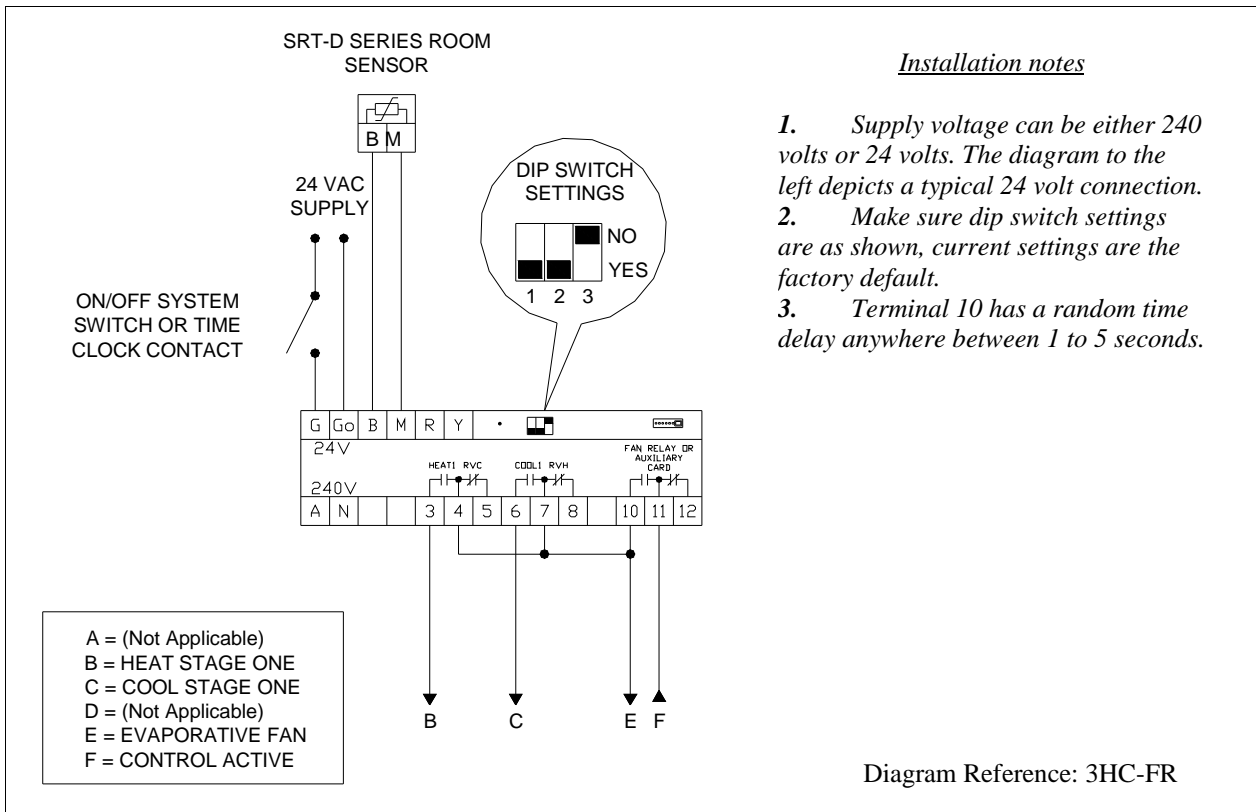 SRT-D SERIES ROOM
SENSOR
B M
24 VAC
SUPPLY
DIP SWITCH
SETTINGS
NO
YES
1 2 3
ON/OFF SYSTEM
SWITCH OR TIME
CLOCK CONTACT
G Go B M R Y
24V
HEAT1 RVC COOL1 RVH
FAN RELAY OR
AUXILIARY
CARD
240V
A N 3 4 5 6 7 8 10 11 12
A = (Not Applicable)
B = HEAT STAGE ONE
C = COOL STAGE ONE
D = (Not Applicable)
E = EVAPORATIVE FAN
F = CONTROL ACTIVE
B C E F
Installation notes
1. Supply voltage can be either 240
volts or 24 volts. The diagram to the
left depicts a typical 24 volt connection.
2. Make sure dip switch settings
are as shown, current settings are the
factory default.
3. Terminal 10 has a random time
delay anywhere between 1 to 5 seconds.
Diagram Reference: 3HC-FR